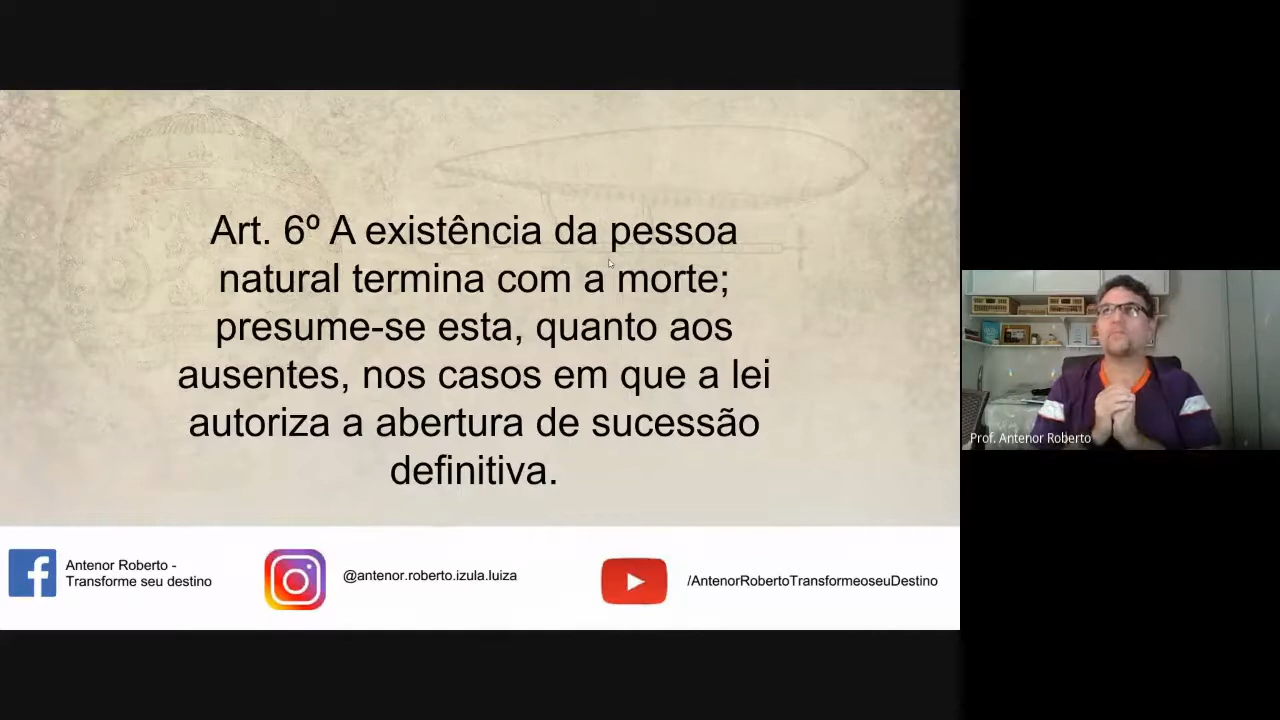 Art. 6º A existência da pessoa
natural termina com a morte;
presume-se esta, quanto aos
ausentes, nos casos em que a lei
autoriza a abertura de sucessão
definitiva.
Antenor Roberto -
Transforme seu destino
@antenor.roberto.izula.luiza
/AntenorRobertoTransformeoseuDestino
Prof. Antenor Roberto